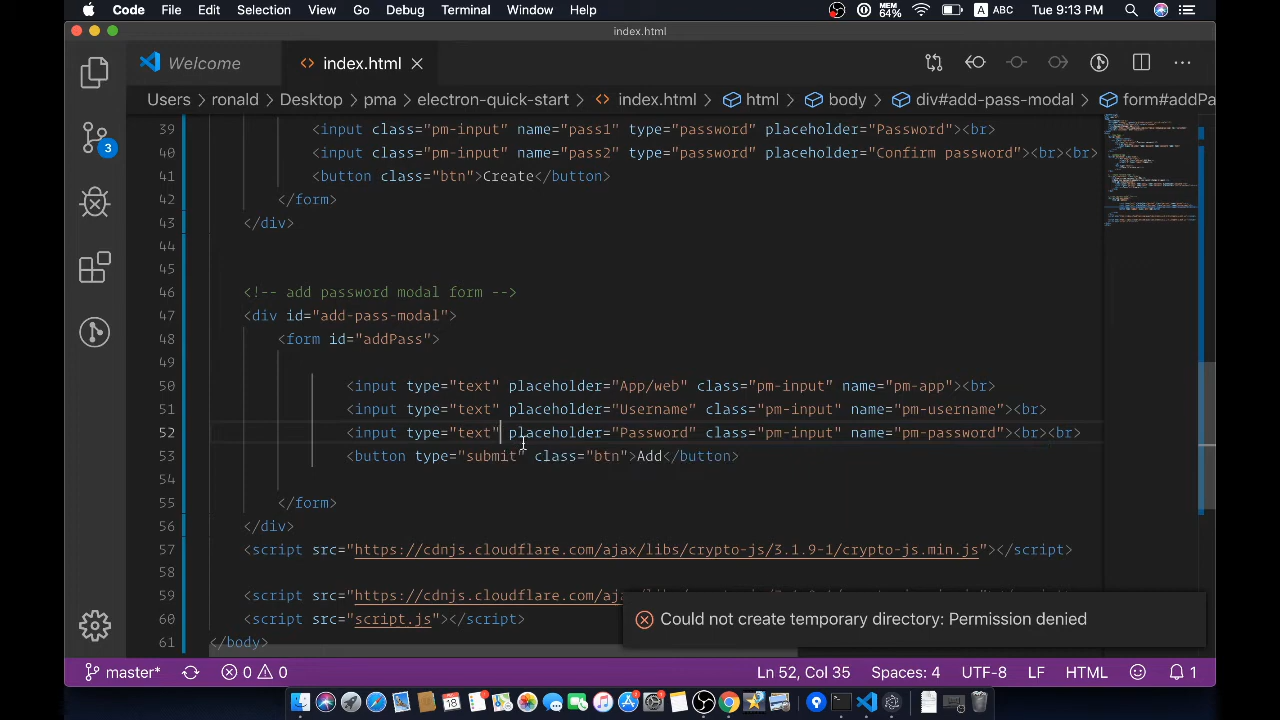 Code File Edit Selection View Go Debug Terminal Window Help MEM 64% A ABC Tue 9:13 PM
index.html
Welcome <> index.html
Users › ronald › Desktop › pma › electron-quick-start › <> index.html › html › body › div#add-pass-modal › form#addPa
39 <input class="pm-input" name="pass1" type="password" placeholder="Password"><br>
40 <input class="pm-input" name="pass2" type="password" placeholder="Confirm password"><br><br>
41 <button class="btn">Create</button>
42 </form>
43 </div>
44
45
46 <!-- add password modal form -->
47 <div id="add-pass-modal">
48 <form id="addPass">
49
50 <input type="text" placeholder="App/web" class="pm-input" name="pm-app"><br>
51 <input type="text" placeholder="Username" class="pm-input" name="pm-username"><br>
52 <input type="text" placeholder="Password" class="pm-input" name="pm-password"><br><br>
53 <button type="submit" class="btn">Add</button>
54
55 </form>
56 </div>
57 <script src="https://cdnjs.cloudflare.com/ajax/libs/crypto-js/3.1.9-1/crypto-js.min.js"></script>
58
59 <script src="https://cdnjs.cloudflare.com/aj
60 <script src="script.js"></script>
61 </body>
3
Could not create temporary directory: Permission denied
master* 0 0 Ln 52, Col 35 Spaces: 4 UTF-8 LF HTML 1